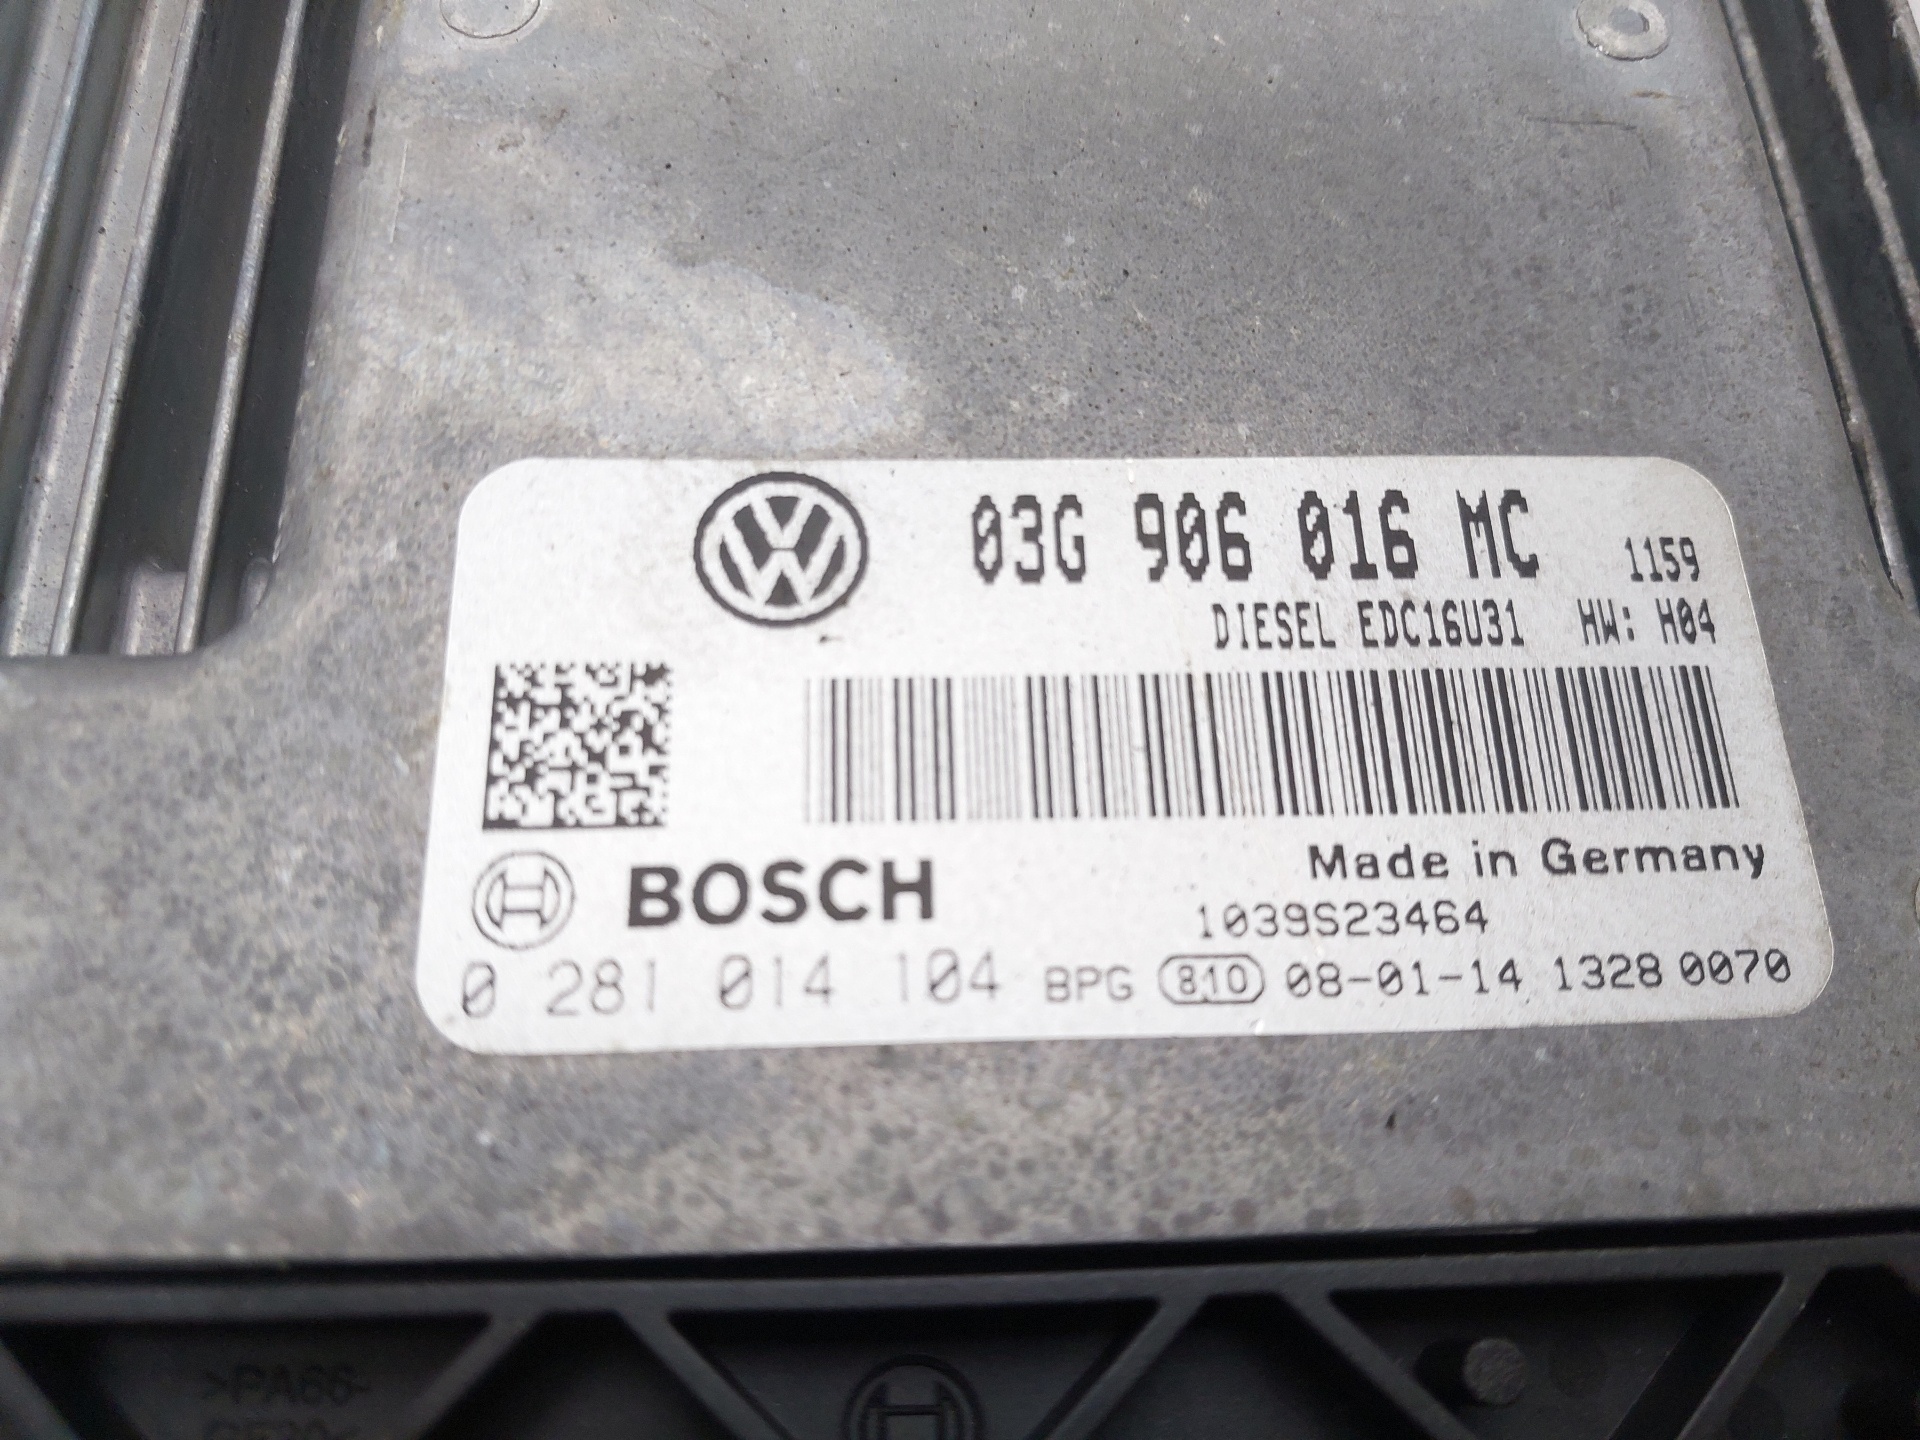 03G 906 016 MC 1159
DIESEL EDC16U31 HW: H04
BOSCH
Made in Germany
1039S23464
0 281 014 104 BPG 810 08-01-14 1328 0070
>PA66-